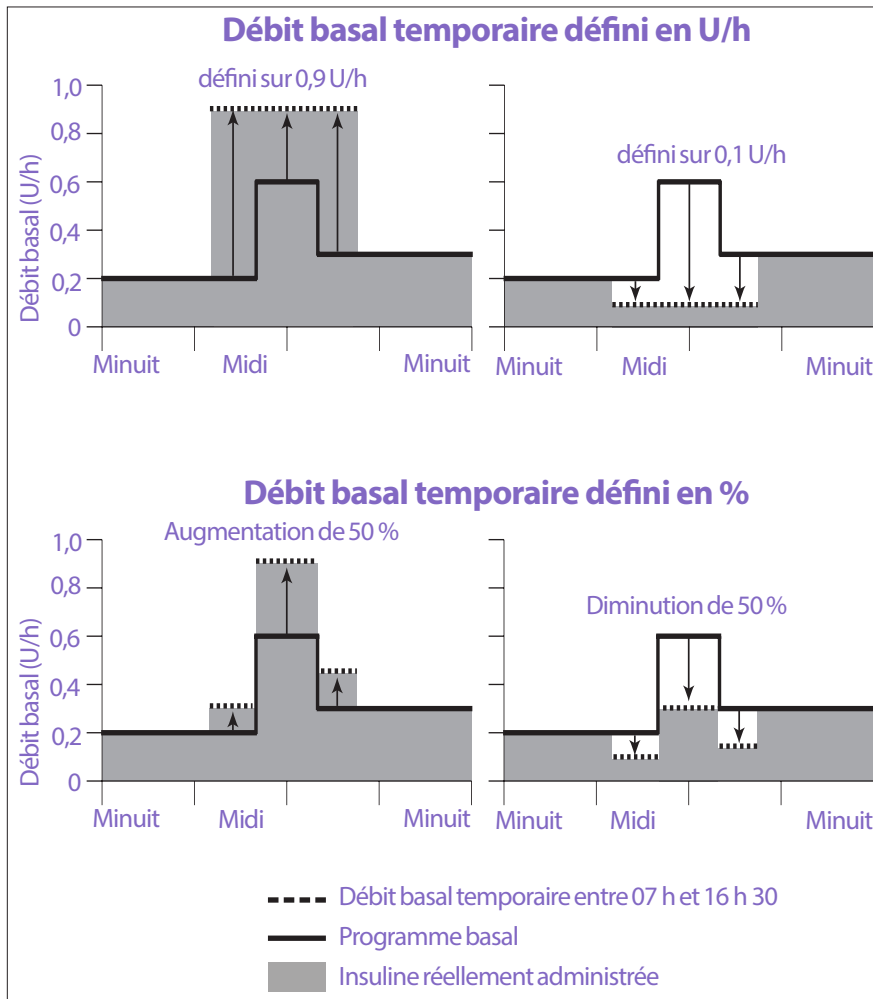 Débit basal temporaire défini en U/h
défini sur 0,9 U/h
défini sur 0,1 U/h
Débit basal (U/h)
1,0
0,8
0,6
0,4
0,2
0
Minuit Midi Minuit
Minuit Midi Minuit
Débit basal temporaire défini en %
Augmentation de 50 %
Diminution de 50 %
Débit basal (U/h)
1,0
0,8
0,6
0,4
0,2
0
Minuit Midi Minuit
Minuit Midi Minuit
Débit basal temporaire entre 07 h et 16 h 30
Programme basal
Insuline réellement administrée